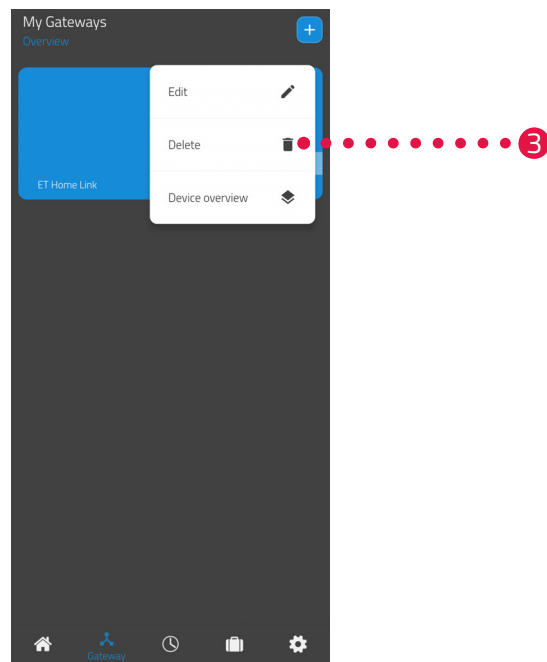 My Gateways
Overview
+
Edit
Delete
3
ET Home Link
Device overview
Gateway